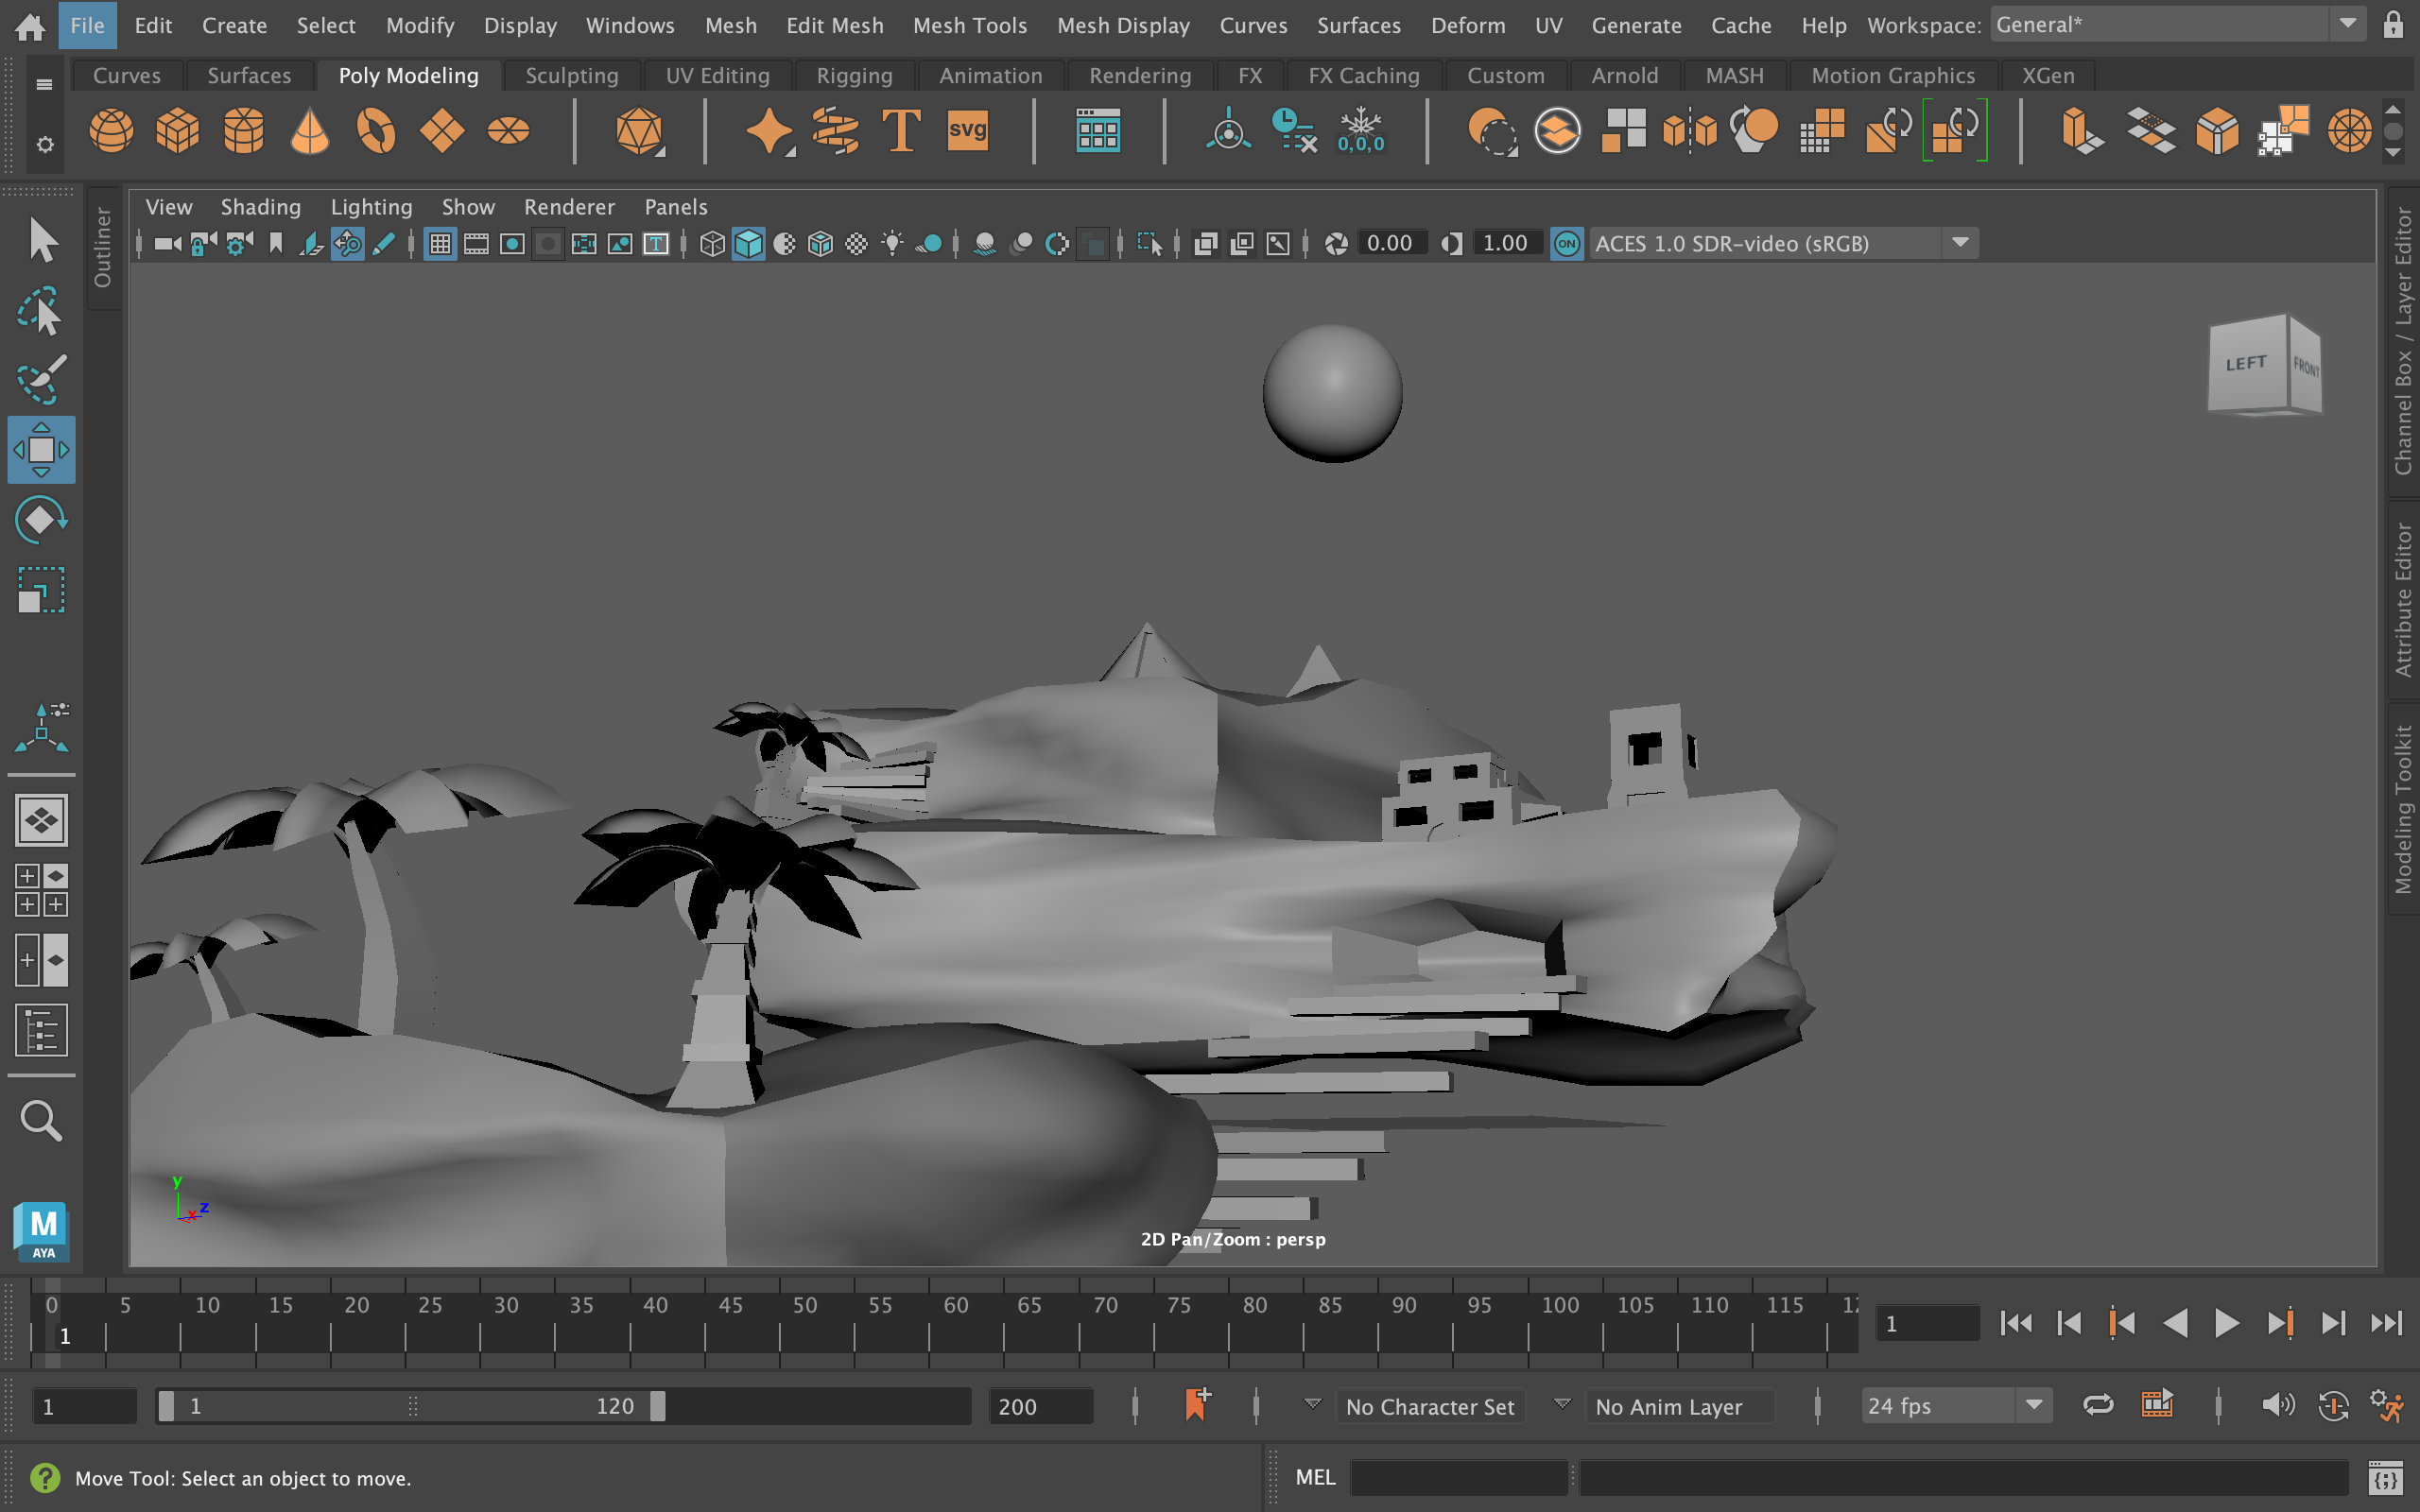 File Edit Create Select Modify Display Windows Mesh Edit Mesh Mesh Tools Mesh Display Curves Surfaces Deform UV Generate Cache Help Workspace: General*
Curves Surfaces Poly Modeling Sculpting UV Editing Rigging Animation Rendering FX FX Caching Custom Arnold MASH Motion Graphics XGen
T svg 0,0,0
Outliner
View Shading Lighting Show Renderer Panels
T 0.00 1.00 ON ACES 1.0 SDR-video (sRGB)
LEFT FRONT
Channel Box / Layer Editor
Attribute Editor
Modeling Toolkit
y
x z
2D Pan/Zoom : persp
M
AYA
0 5 10 15 20 25 30 35 40 45 50 55 60 65 70 75 80 85 90 95 100 105 110 115 12
1
1
1 1 120 200 No Character Set No Anim Layer 24 fps
? Move Tool: Select an object to move. MEL {;}